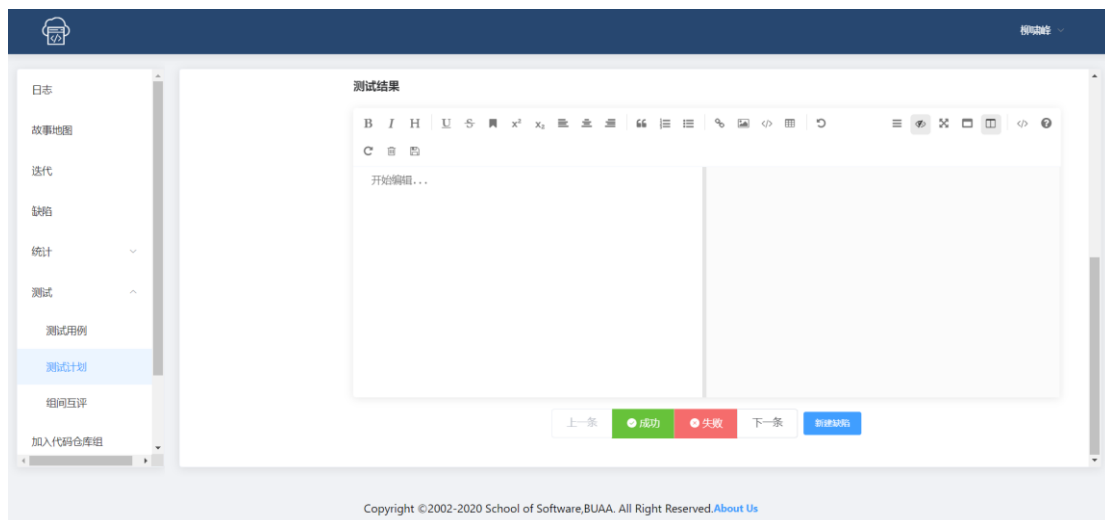 柳啸峰
日志
故事地图
迭代
缺陷
统计
测试
测试用例
测试计划
组间互评
加入代码仓库组
测试结果
B I H U S x² x₂
开始编辑...
上一条 成功 失败 下一条 新建缺陷
Copyright ©2002-2020 School of Software,BUAA. All Right Reserved.About Us